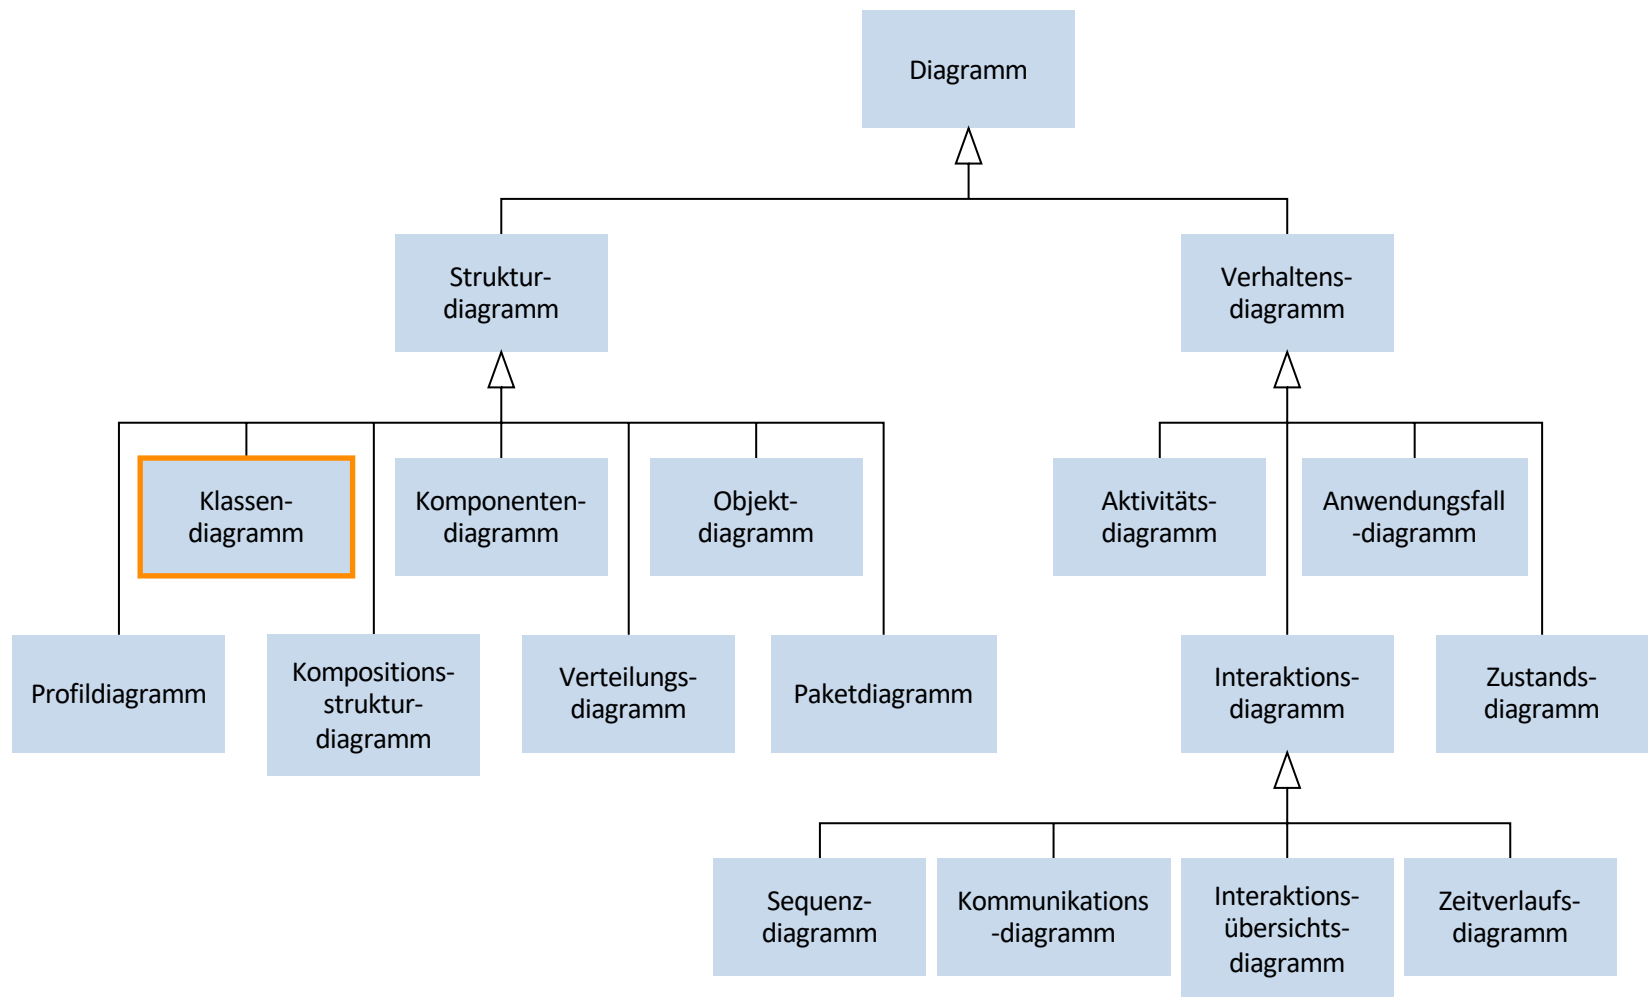 Diagramm
Struktur-
diagramm
Verhaltens-
diagramm
Klassen-
diagramm
Komponenten-
diagramm
Objekt-
diagramm
Aktivitäts-
diagramm
Anwendungsfall
-diagramm
Profildiagramm
Kompositions-
struktur-
diagramm
Verteilungs-
diagramm
Paketdiagramm
Interaktions-
diagramm
Zustands-
diagramm
Sequenz-
diagramm
Kommunikations
-diagramm
Interaktions-
übersichts-
diagramm
Zeitverlaufs-
diagramm